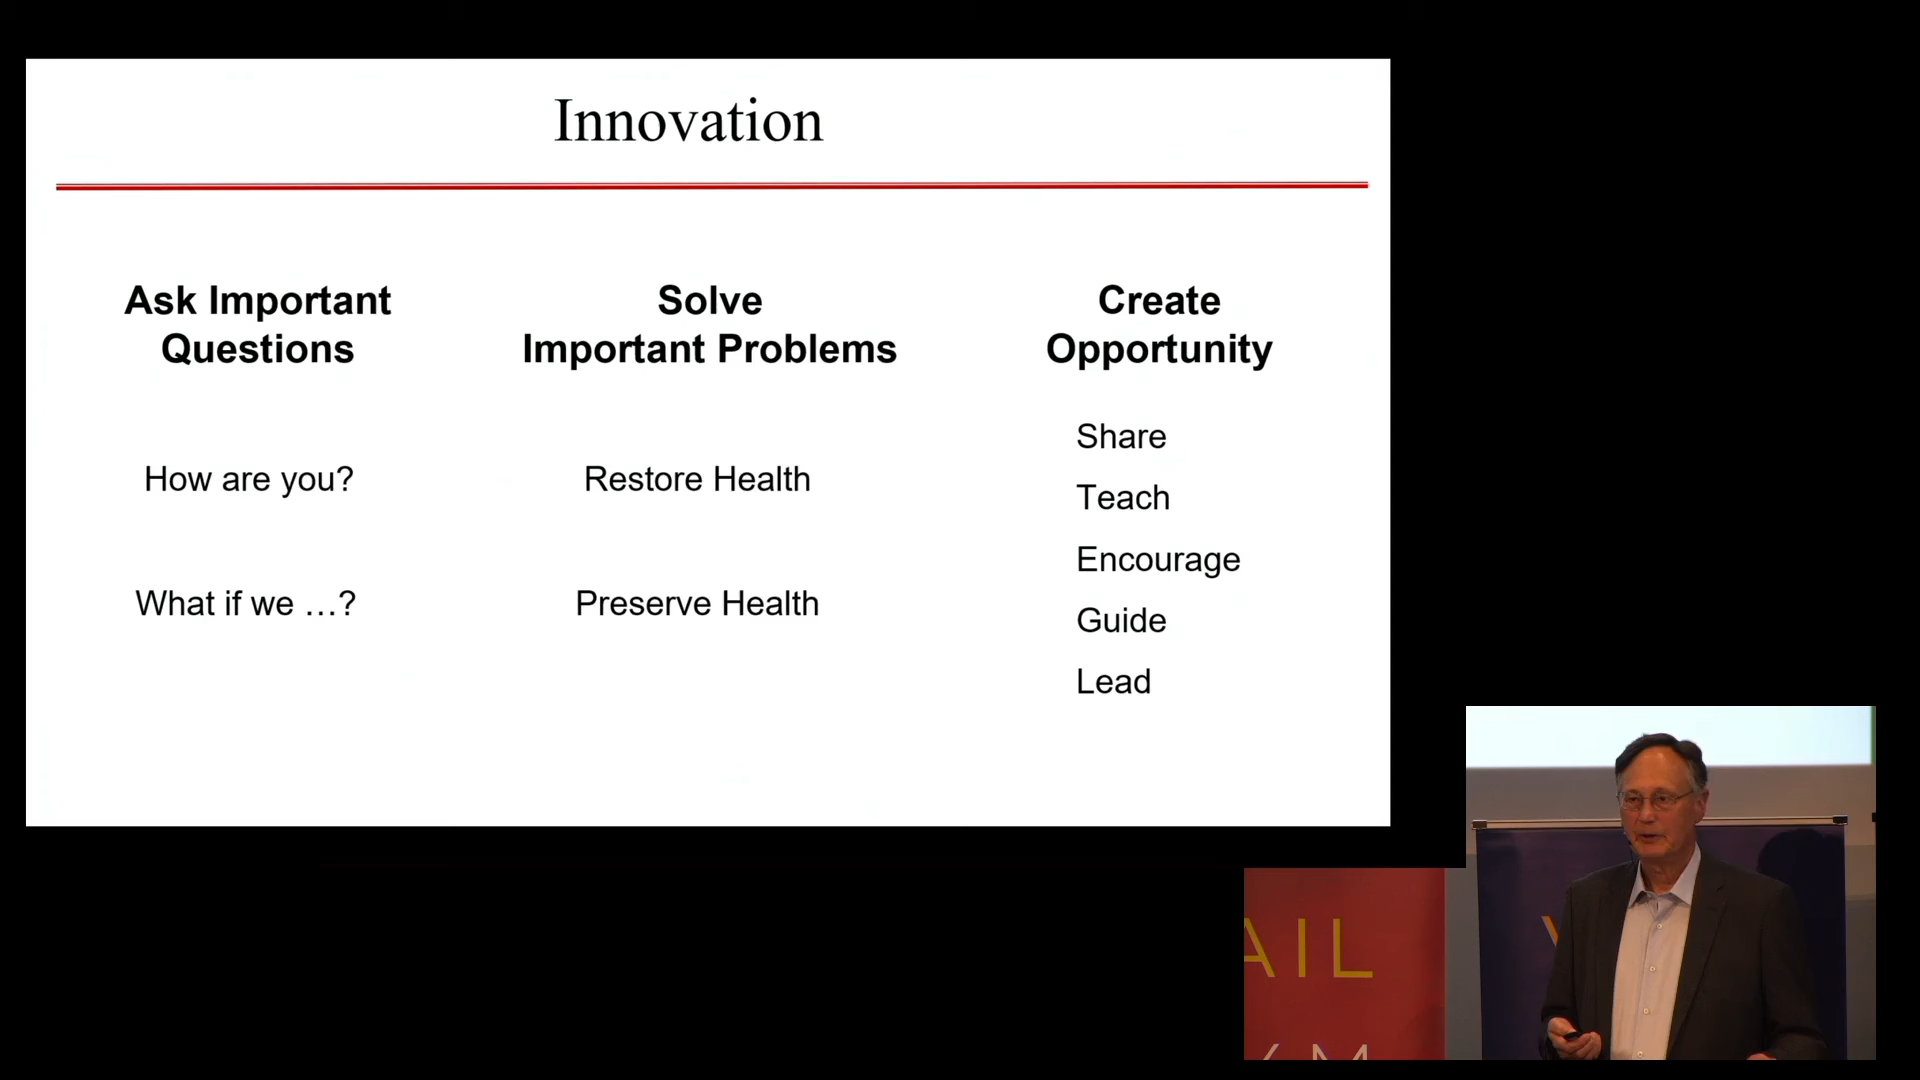 Innovation
Ask Important
Questions
How are you?
What if we …?
Solve
Important Problems
Restore Health
Preserve Health
Create
Opportunity
Share
Teach
Encourage
Guide
Lead
AIL